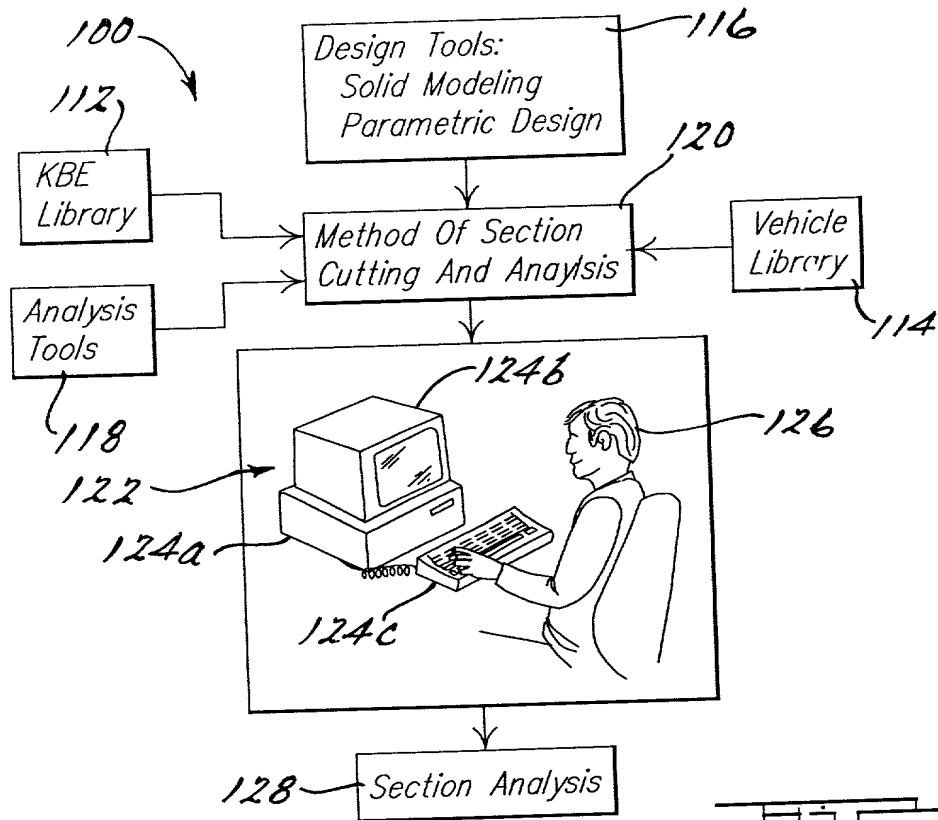 100
116
Design Tools:
Solid Modeling
Parametric Design
112
120
KBE
Library
Method Of Section
Cutting And Anaylsis
Vehicle
Library
114
Analysis
Tools
118
124b
126
122
124a
124c
128
Section Analysis